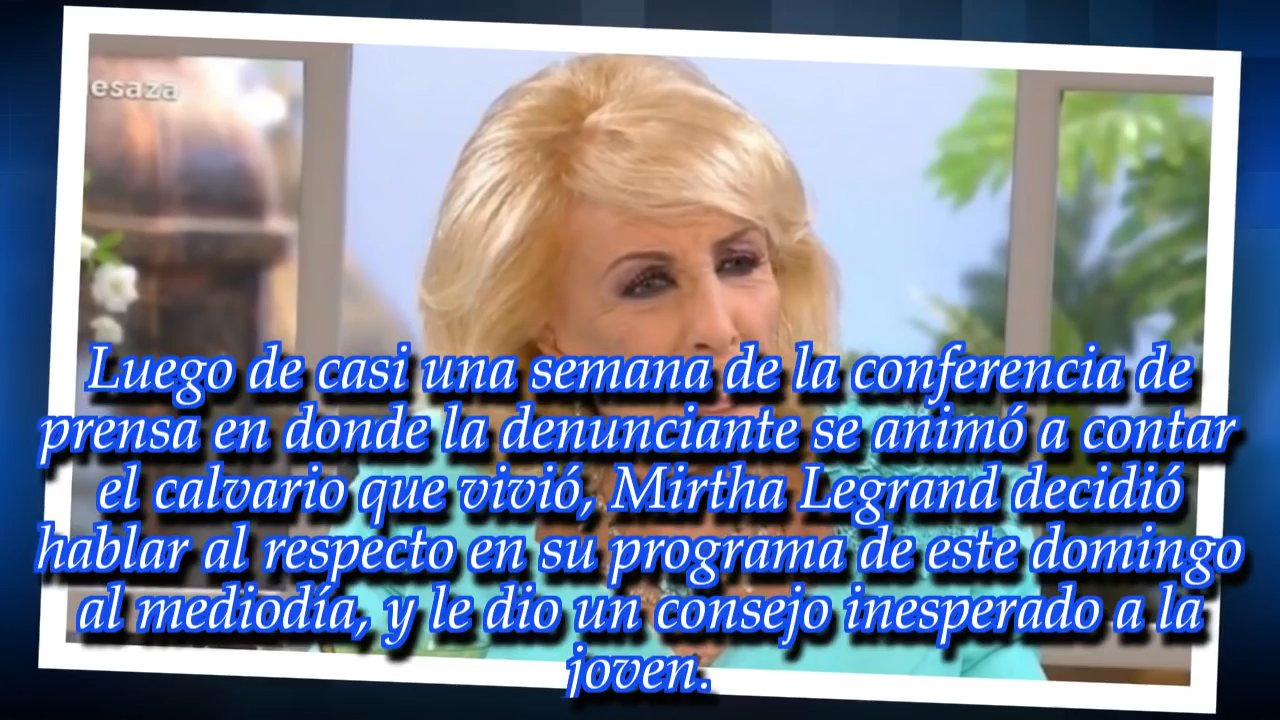 esaza
Luego de casi una semana de la conferencia de
prensa en donde la denunciante se animó a contar
el calvario que vivió, Mirtha Legrand decidió
hablar al respecto en su programa de este domingo
al mediodía, y le dio un consejo inesperado a la
joven.